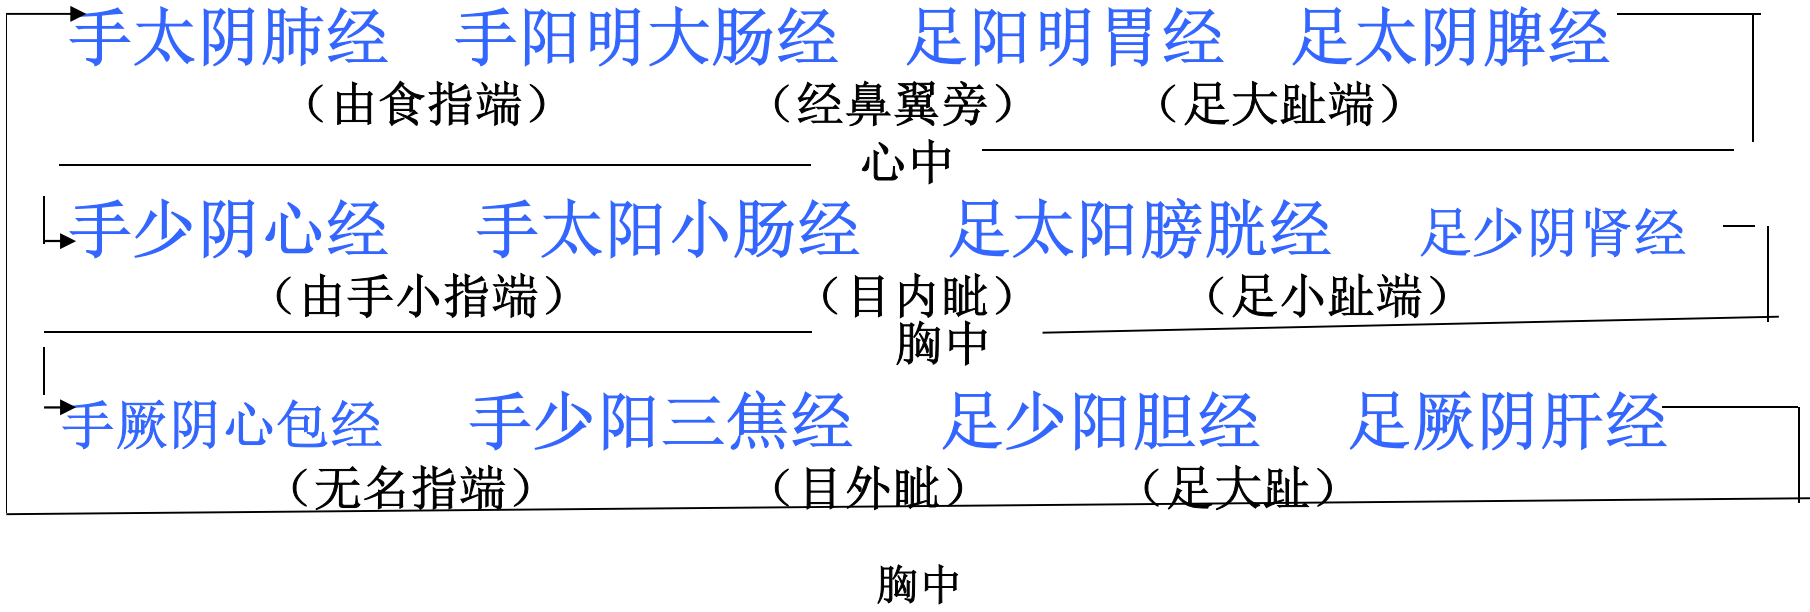 手太阴肺经 手阳明大肠经 足阳明胃经 足太阴脾经
（由食指端） （经鼻翼旁） （足大趾端）
心中
手少阴心经 手太阳小肠经 足太阳膀胱经 足少阴肾经
（由手小指端） （目内眦） （足小趾端）
胸中
手厥阴心包经 手少阳三焦经 足少阳胆经 足厥阴肝经
（无名指端） （目外眦） （足大趾）
胸中